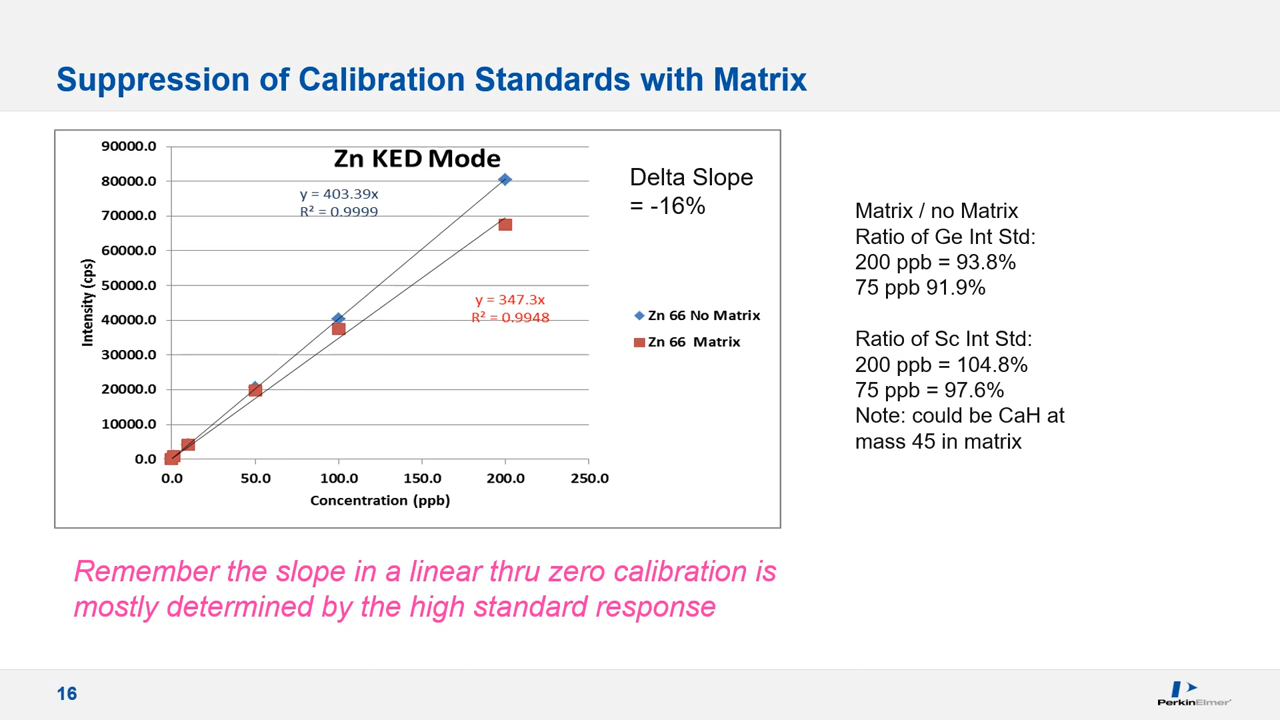 Suppression of Calibration Standards with Matrix
Zn KED Mode
90000.0
80000.0
70000.0
60000.0
50000.0
40000.0
30000.0
20000.0
10000.0
0.0
Intensity (cps)
y = 403.39x
R² = 0.9999
y = 347.3x
R² = 0.9948
0.0 50.0 100.0 150.0 200.0 250.0
Concentration (ppb)
Delta Slope
= -16%
Zn 66 No Matrix
Zn 66 Matrix
Matrix / no Matrix
Ratio of Ge Int Std:
200 ppb = 93.8%
75 ppb 91.9%
Ratio of Sc Int Std:
200 ppb = 104.8%
75 ppb = 97.6%
Note: could be CaH at
mass 45 in matrix
Remember the slope in a linear thru zero calibration is
mostly determined by the high standard response
16
PerkinElmer